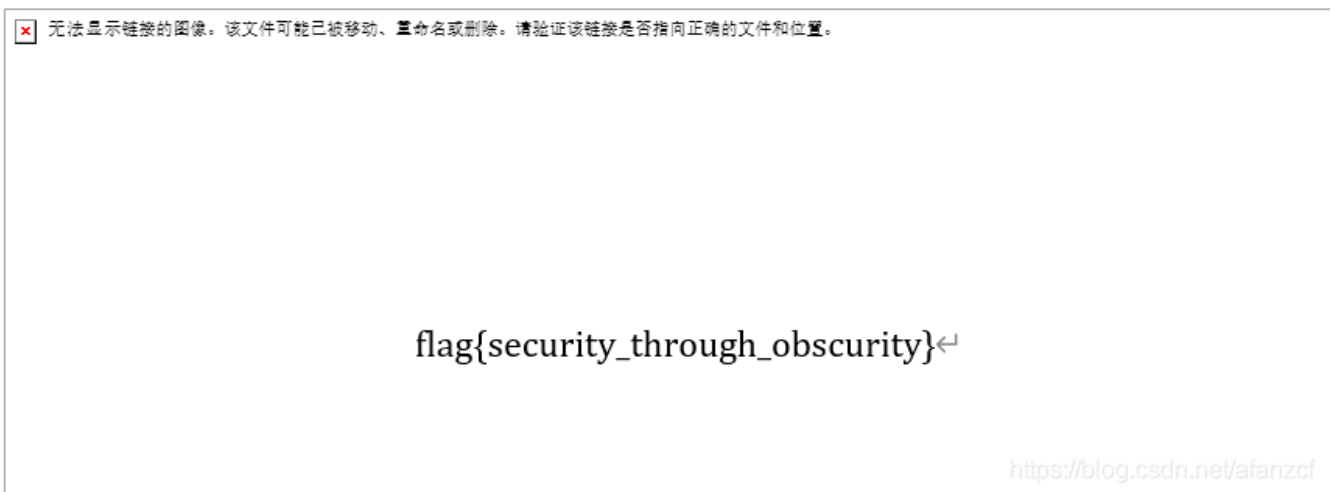 无法显示链接的图像。该文件可能已被移动、重命名或删除。请验证该链接是否指向正确的文件和位置。
flag{security_through_obscurity}↵
https://blog.csdn.net/afanzcf